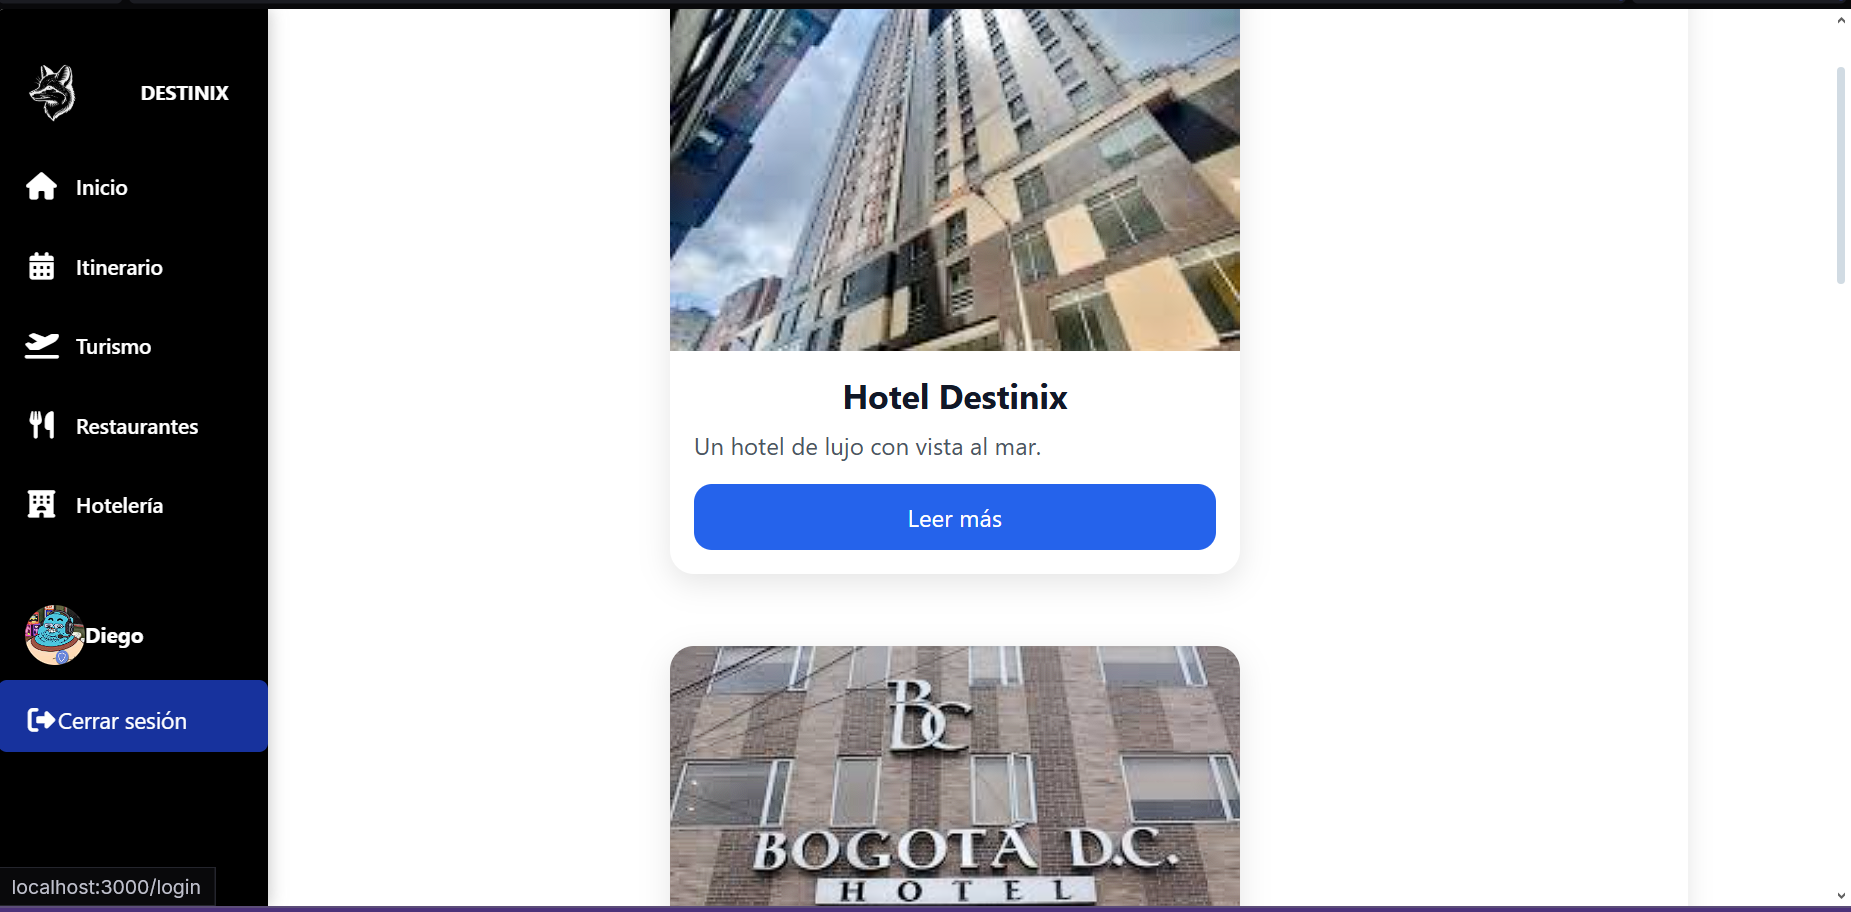 DESTINIX
Inicio
Itinerario
Turismo
Restaurantes
Hotelería
Diego
Cerrar sesión
localhost:3000/login
Hotel Destinix
Un hotel de lujo con vista al mar.
Leer más
BC
BOGOTÁ D.C.
HOTEL